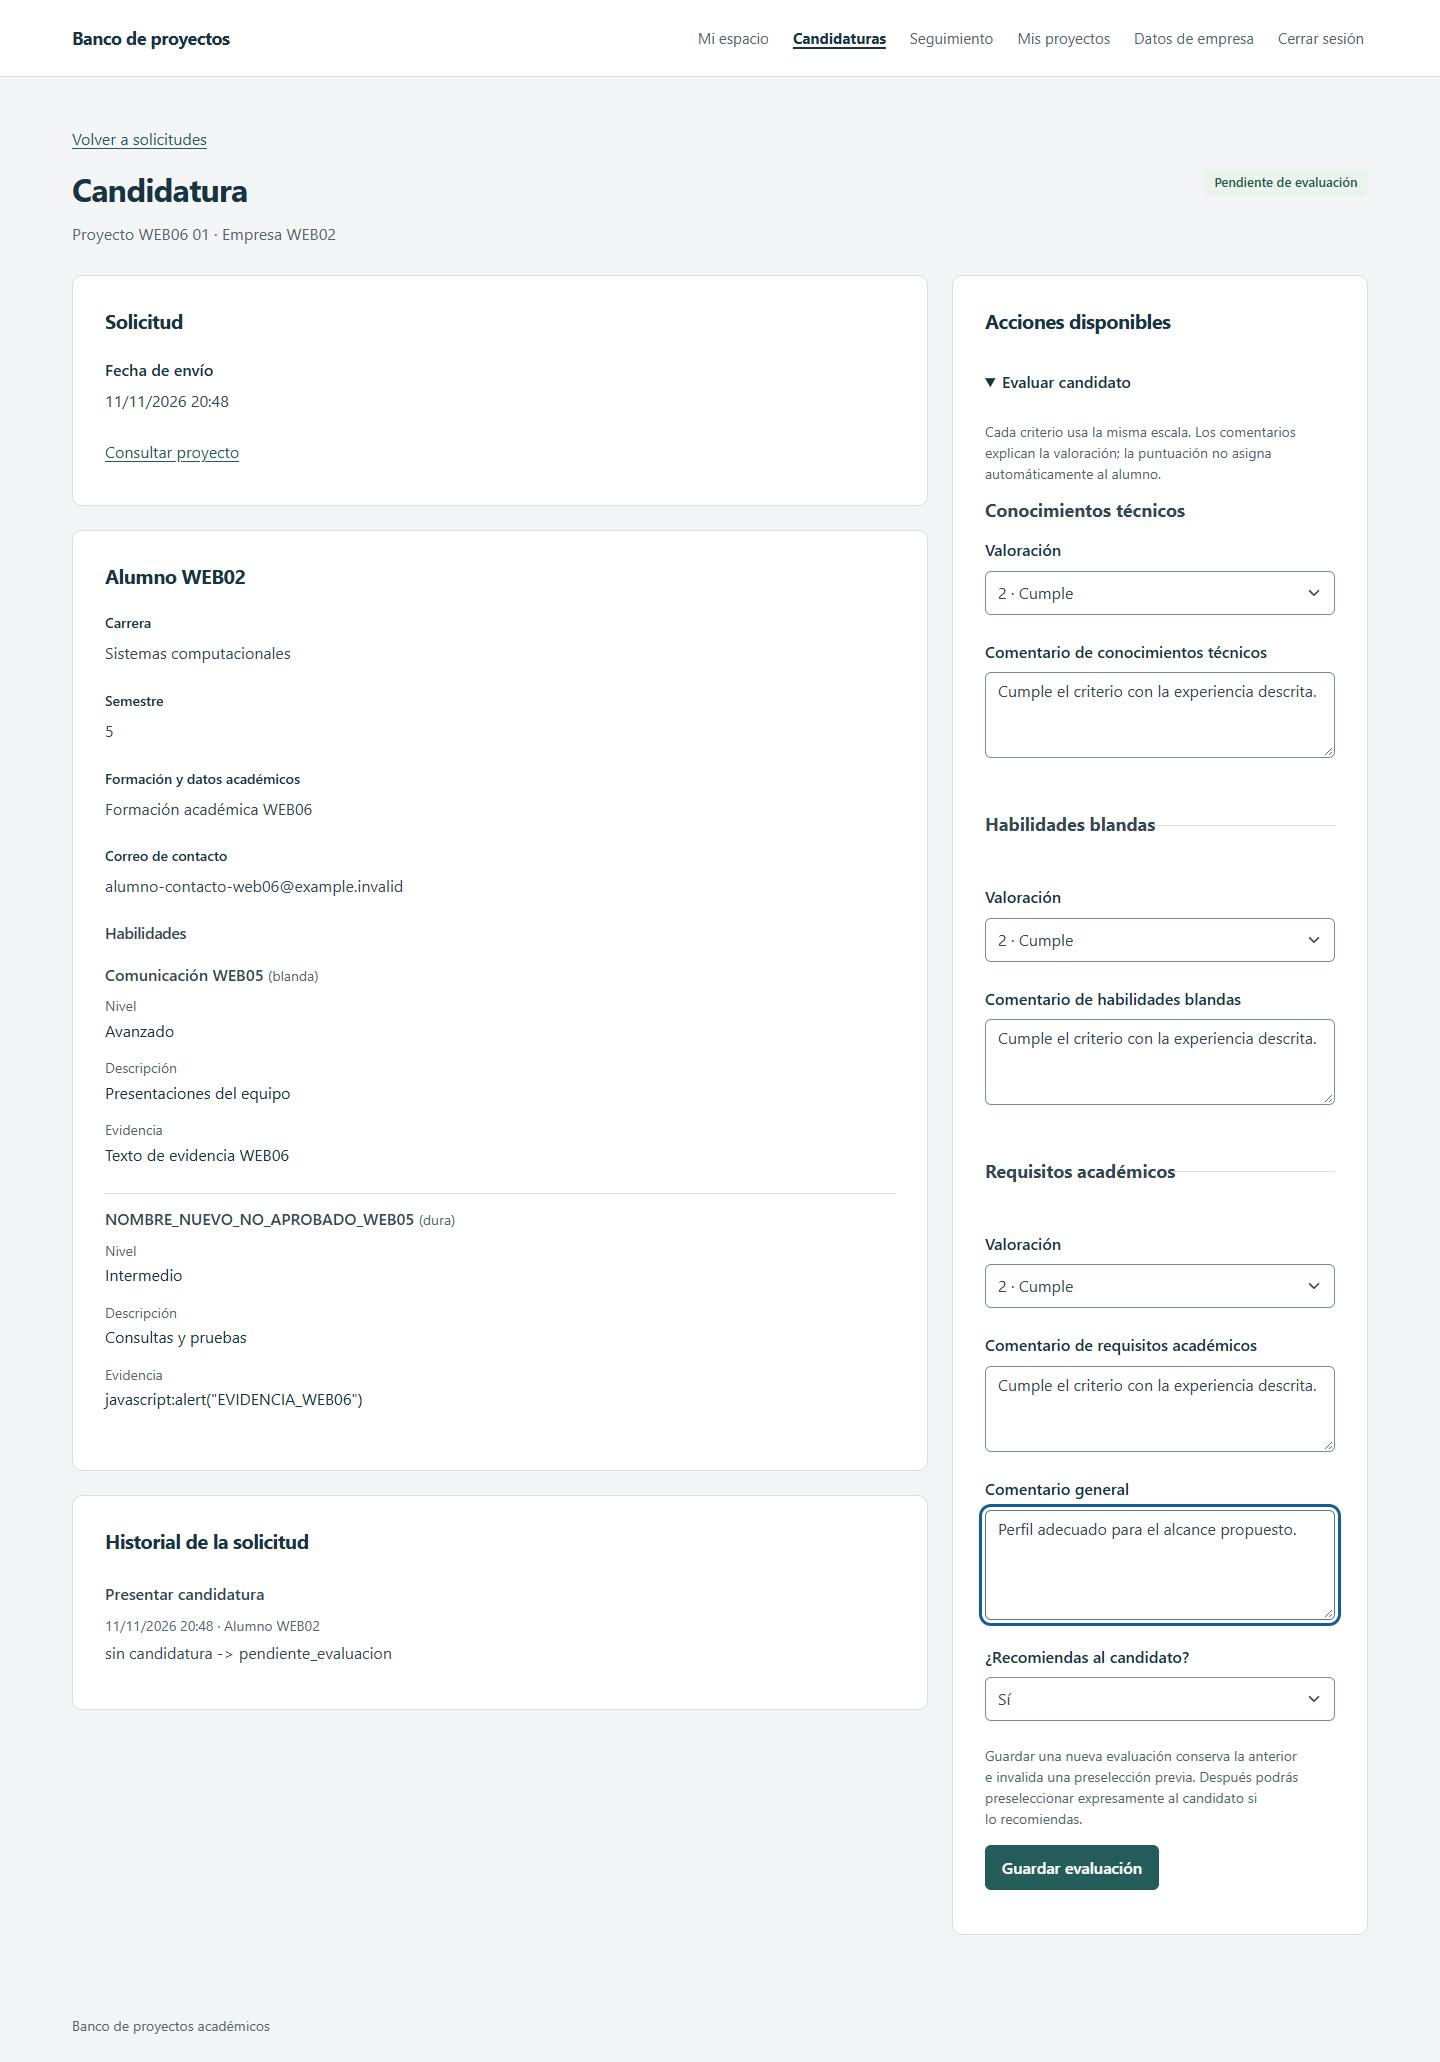 Banco de proyectos
Mi espacio
Candidaturas
Seguimiento
Mis proyectos
Datos de empresa
Cerrar sesión
Volver a solicitudes
Candidatura
Pendiente de evaluación
Proyecto WEB06 01 · Empresa WEB02
Solicitud
Fecha de envío
11/11/2026 20:48
Consultar proyecto
Alumno WEB02
Carrera
Sistemas computacionales
Semestre
5
Formación y datos académicos
Formación académica WEB06
Correo de contacto
alumno-contacto-web06@example.invalid
Habilidades
Comunicación WEB05 (blanda)
Nivel
Avanzado
Descripción
Presentaciones del equipo
Evidencia
Texto de evidencia WEB06
NOMBRE_NUEVO_NO_APROBADO_WEB05 (dura)
Nivel
Intermedio
Descripción
Consultas y pruebas
Evidencia
javascript:alert("EVIDENCIA_WEB06")
Historial de la solicitud
Presentar candidatura
11/11/2026 20:48 · Alumno WEB02
sin candidatura -> pendiente_evaluacion
Acciones disponibles
▼ Evaluar candidato
Cada criterio usa la misma escala. Los comentarios
explican la valoración; la puntuación no asigna
automáticamente al alumno.
Conocimientos técnicos
Valoración
2 · Cumple
Comentario de conocimientos técnicos
Cumple el criterio con la experiencia descrita.
Habilidades blandas
Valoración
2 · Cumple
Comentario de habilidades blandas
Cumple el criterio con la experiencia descrita.
Requisitos académicos
Valoración
2 · Cumple
Comentario de requisitos académicos
Cumple el criterio con la experiencia descrita.
Comentario general
Perfil adecuado para el alcance propuesto.
¿Recomiendas al candidato?
Sí
Guardar una nueva evaluación conserva la anterior
e invalida una preselección previa. Después podrás
preseleccionar expresamente al candidato si
lo recomiendas.
Guardar evaluación
Banco de proyectos académicos